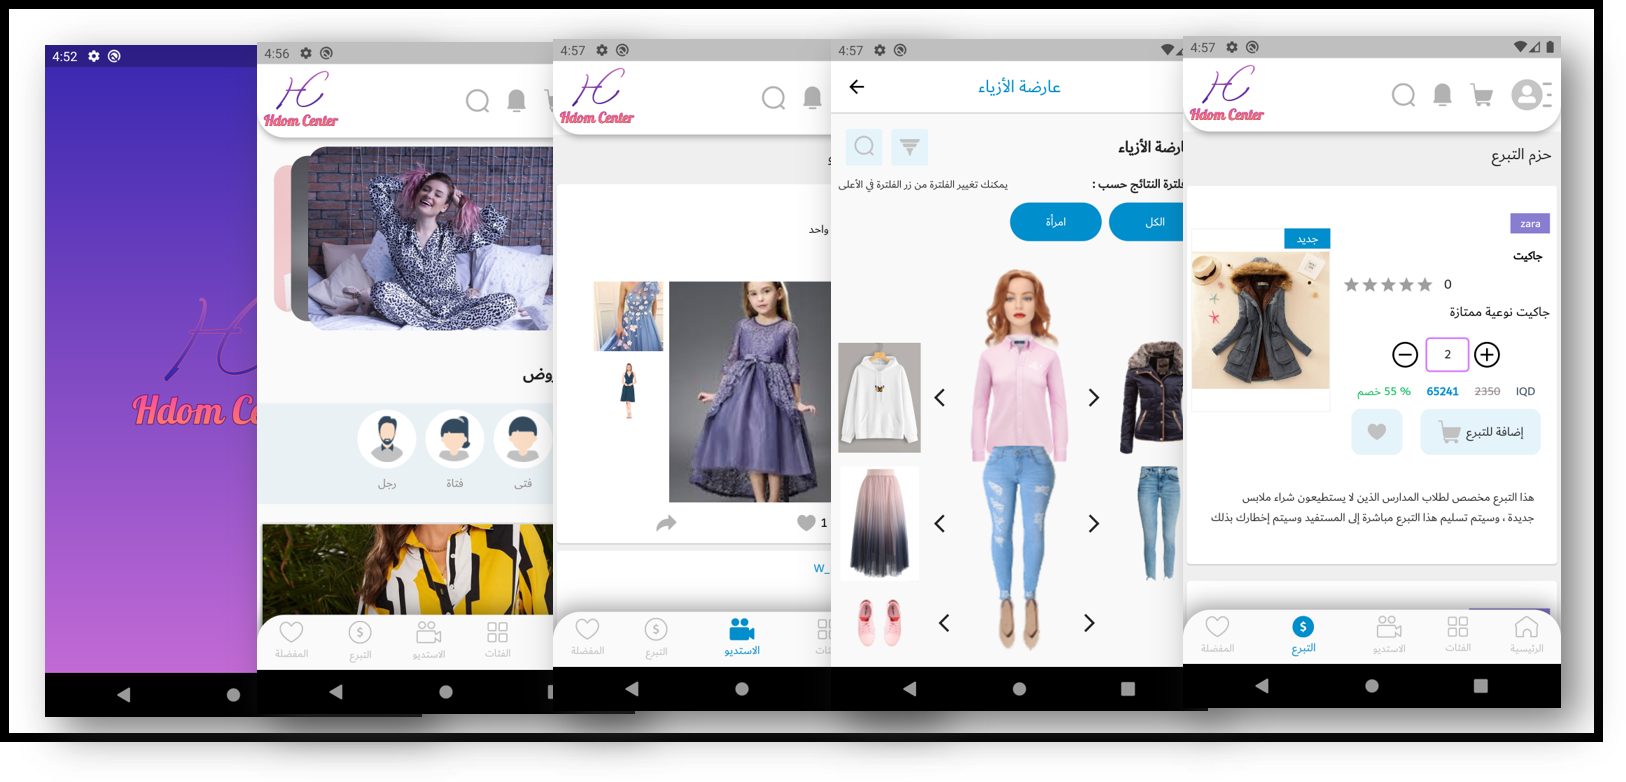 4:52
Hdom C
4:56
Hdom Center
وض
رجل
فتاة
فتى
المفضلة
التبرع
الاستديو
الفئات
4:57
Hdom Center
واحد
1
W_
المفضلة
التبرع
الاستديو
ئات
4:57
عارضة الأزياء
ارضة الأزياء
لترة النتائج حسب :
يمكنك تغيير الفلترة من زر الفلترة في الأعلى
الكل
امرأة
4:57
Hdom Center
حزم التبرع
zara
جديد
جاكيت
0
جاكيت نوعية ممتازة
2
IQD 2350 65241 55 % خصم
إضافة للتبرع
هذا التبرع مخصص لطلاب المدارس الذين لا يستطيعون شراء ملابس
جديدة ، وسيتم تسليم هذا التبرع مباشرة إلى المستفيد وسيتم إخطارك بذلك
الرئيسية
الفئات
الاستديو
التبرع
المفضلة